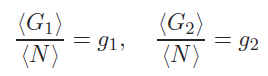 ⟨G₁⟩/⟨N⟩ = g₁, ⟨G₂⟩/⟨N⟩ = g₂